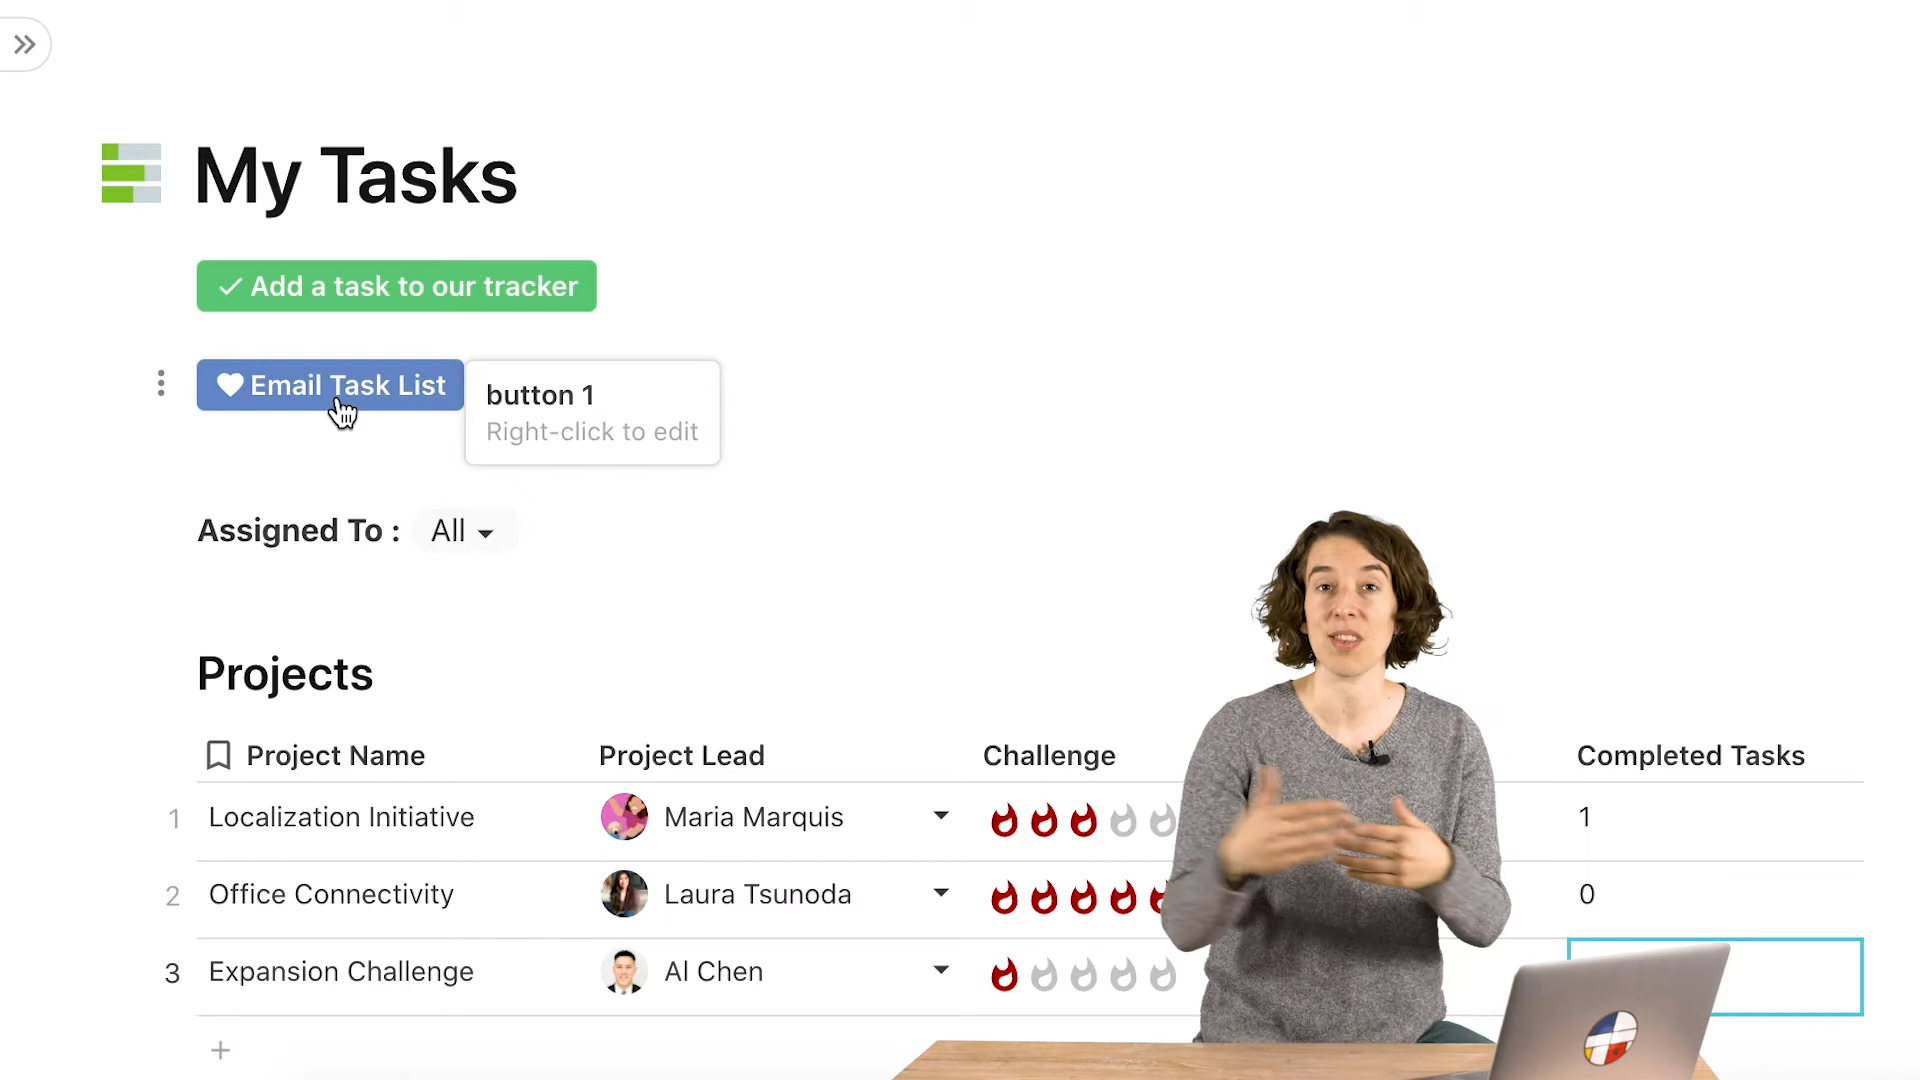 My Tasks
Add a task to our tracker
Email Task List
button 1
Right-click to edit
Assigned To : All
Projects
Project Name Project Lead Challenge Completed Tasks
1 Localization Initiative Maria Marquis 1
2 Office Connectivity Laura Tsunoda 0
3 Expansion Challenge Al Chen